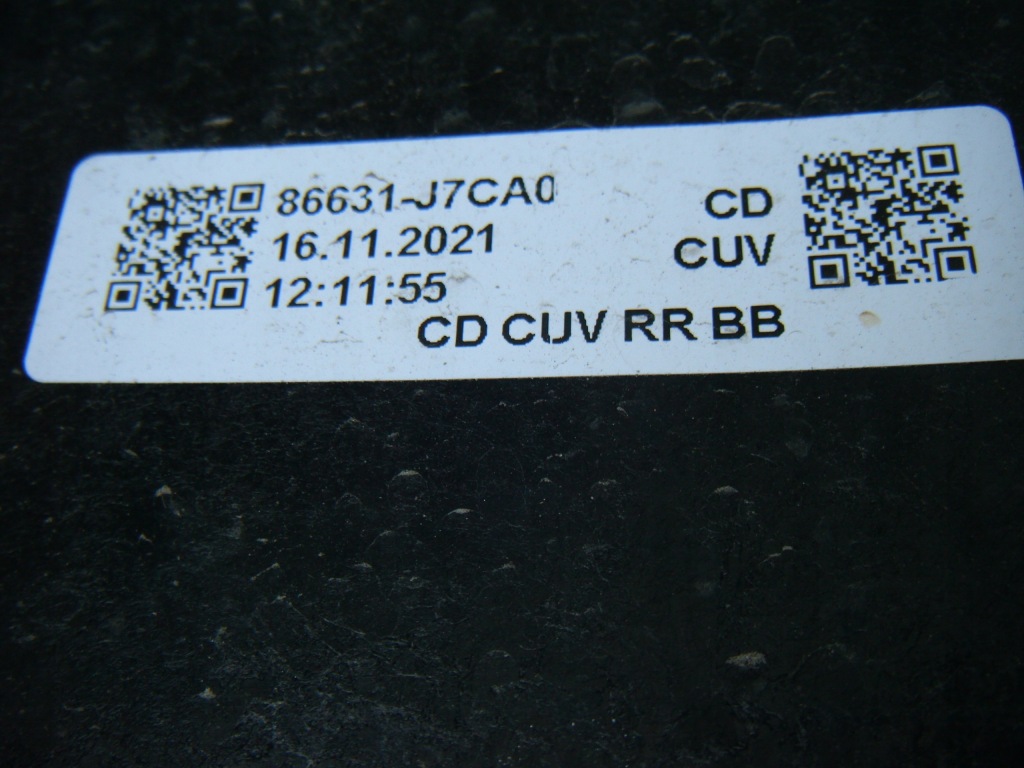 86631-J7CA0
16.11.2021
12:11:55
CD
CUV
CD CUV RR BB